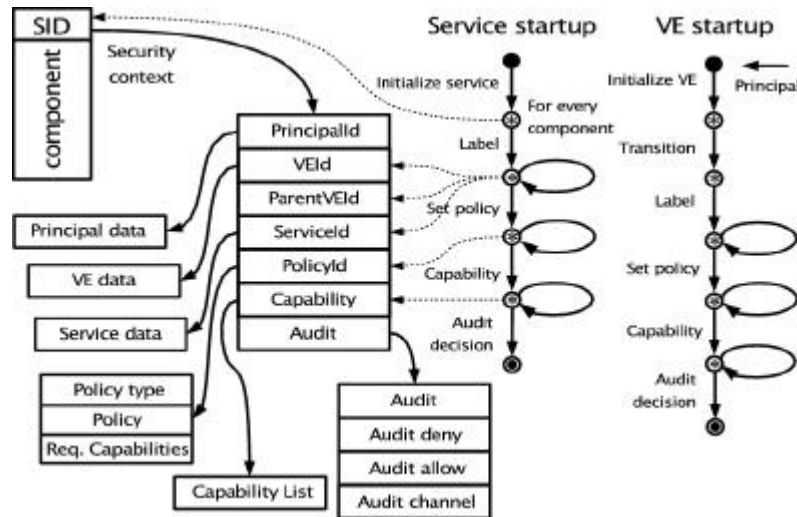 SID
component
Security
context
PrincipalId
VEId
ParentVEId
ServiceId
PolicyId
Capability
Audit
Principal data
VE data
Service data
Policy type
Policy
Req. Capabilities
Capability List
Audit
Audit deny
Audit allow
Audit channel
Service startup
Initialize service
For every
component
Label
Set policy
Capability
Audit
decision
VE startup
Initialize VE
Principal
Transition
Label
Set policy
Capability
Audit
decision